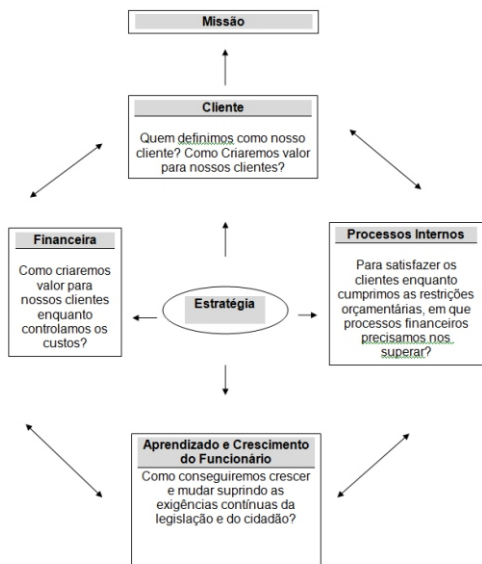 Missão
Cliente
Quem definimos como nosso
cliente? Como Criaremos valor
para nossos clientes?
Financeira
Como criaremos
valor para
nossos clientes
enquanto
controlamos os
custos?
Estratégia
Processos Internos
Para satisfazer os
clientes enquanto
cumprimos as restrições
orçamentárias, em que
processos financeiros
precisamos nos
superar?
Aprendizado e Crescimento
do Funcionário
Como conseguiremos crescer
e mudar suprindo as
exigências contínuas da
legislação e do cidadão?